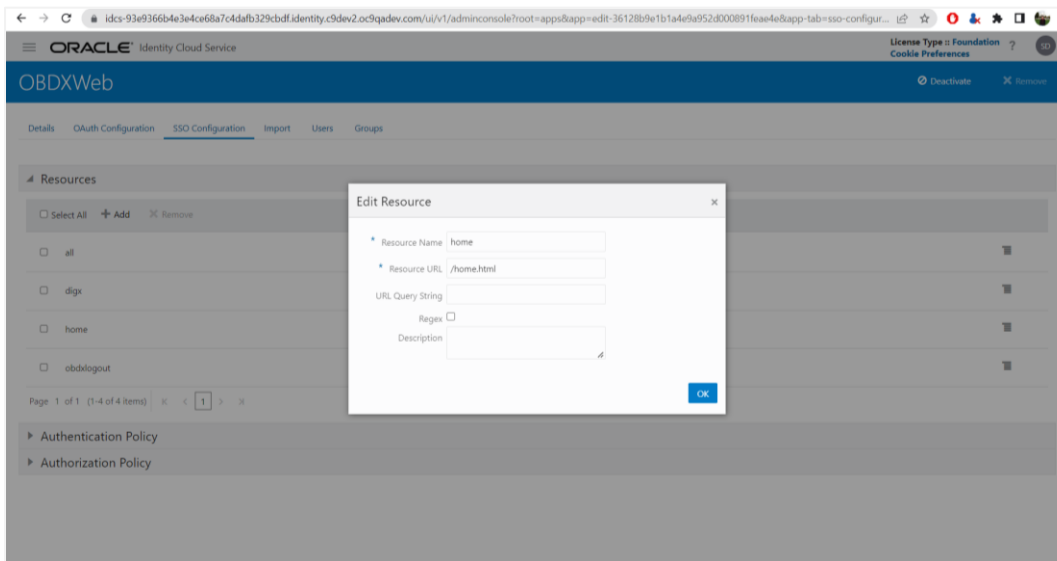 idcs-93e9366b4e3e4ce68a7c4dafb329cbdf.identity.c9dev2.oc9qadev.com/ui/v1/adminconsole?root=apps&app=edit-36128b9e1b1a4e9a952d000891feae4e&app-tab=sso-configur...
ORACLE® Identity Cloud Service
License Type :: Foundation ?
Cookie Preferences
SD
OBDXWeb
Deactivate
Remove
Details OAuth Configuration SSO Configuration Import Users Groups
Resources
Select All + Add Remove
all
digx
home
obdxlogout
Page 1 of 1 (1-4 of 4 items) K < 1 > >|
Authentication Policy
Authorization Policy
Edit Resource ×
* Resource Name home
* Resource URL /home.html
URL Query String
Regex
Description
OK